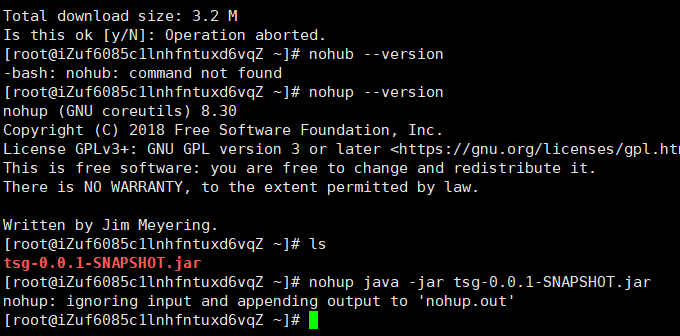 Total download size: 3.2 M
Is this ok [y/N]: Operation aborted.
[root@iZuf6085c1lnhfntuxd6vqZ ~]# nohub --version
-bash: nohub: command not found
[root@iZuf6085c1lnhfntuxd6vqZ ~]# nohup --version
nohup (GNU coreutils) 8.30
Copyright (C) 2018 Free Software Foundation, Inc.
License GPLv3+: GNU GPL version 3 or later <https://gnu.org/licenses/gpl.ht
This is free software: you are free to change and redistribute it.
There is NO WARRANTY, to the extent permitted by law.
Written by Jim Meyering.
[root@iZuf6085c1lnhfntuxd6vqZ ~]# ls
tsg-0.0.1-SNAPSHOT.jar
[root@iZuf6085c1lnhfntuxd6vqZ ~]# nohup java -jar tsg-0.0.1-SNAPSHOT.jar
nohup: ignoring input and appending output to 'nohup.out'
[root@iZuf6085c1lnhfntuxd6vqZ ~]#